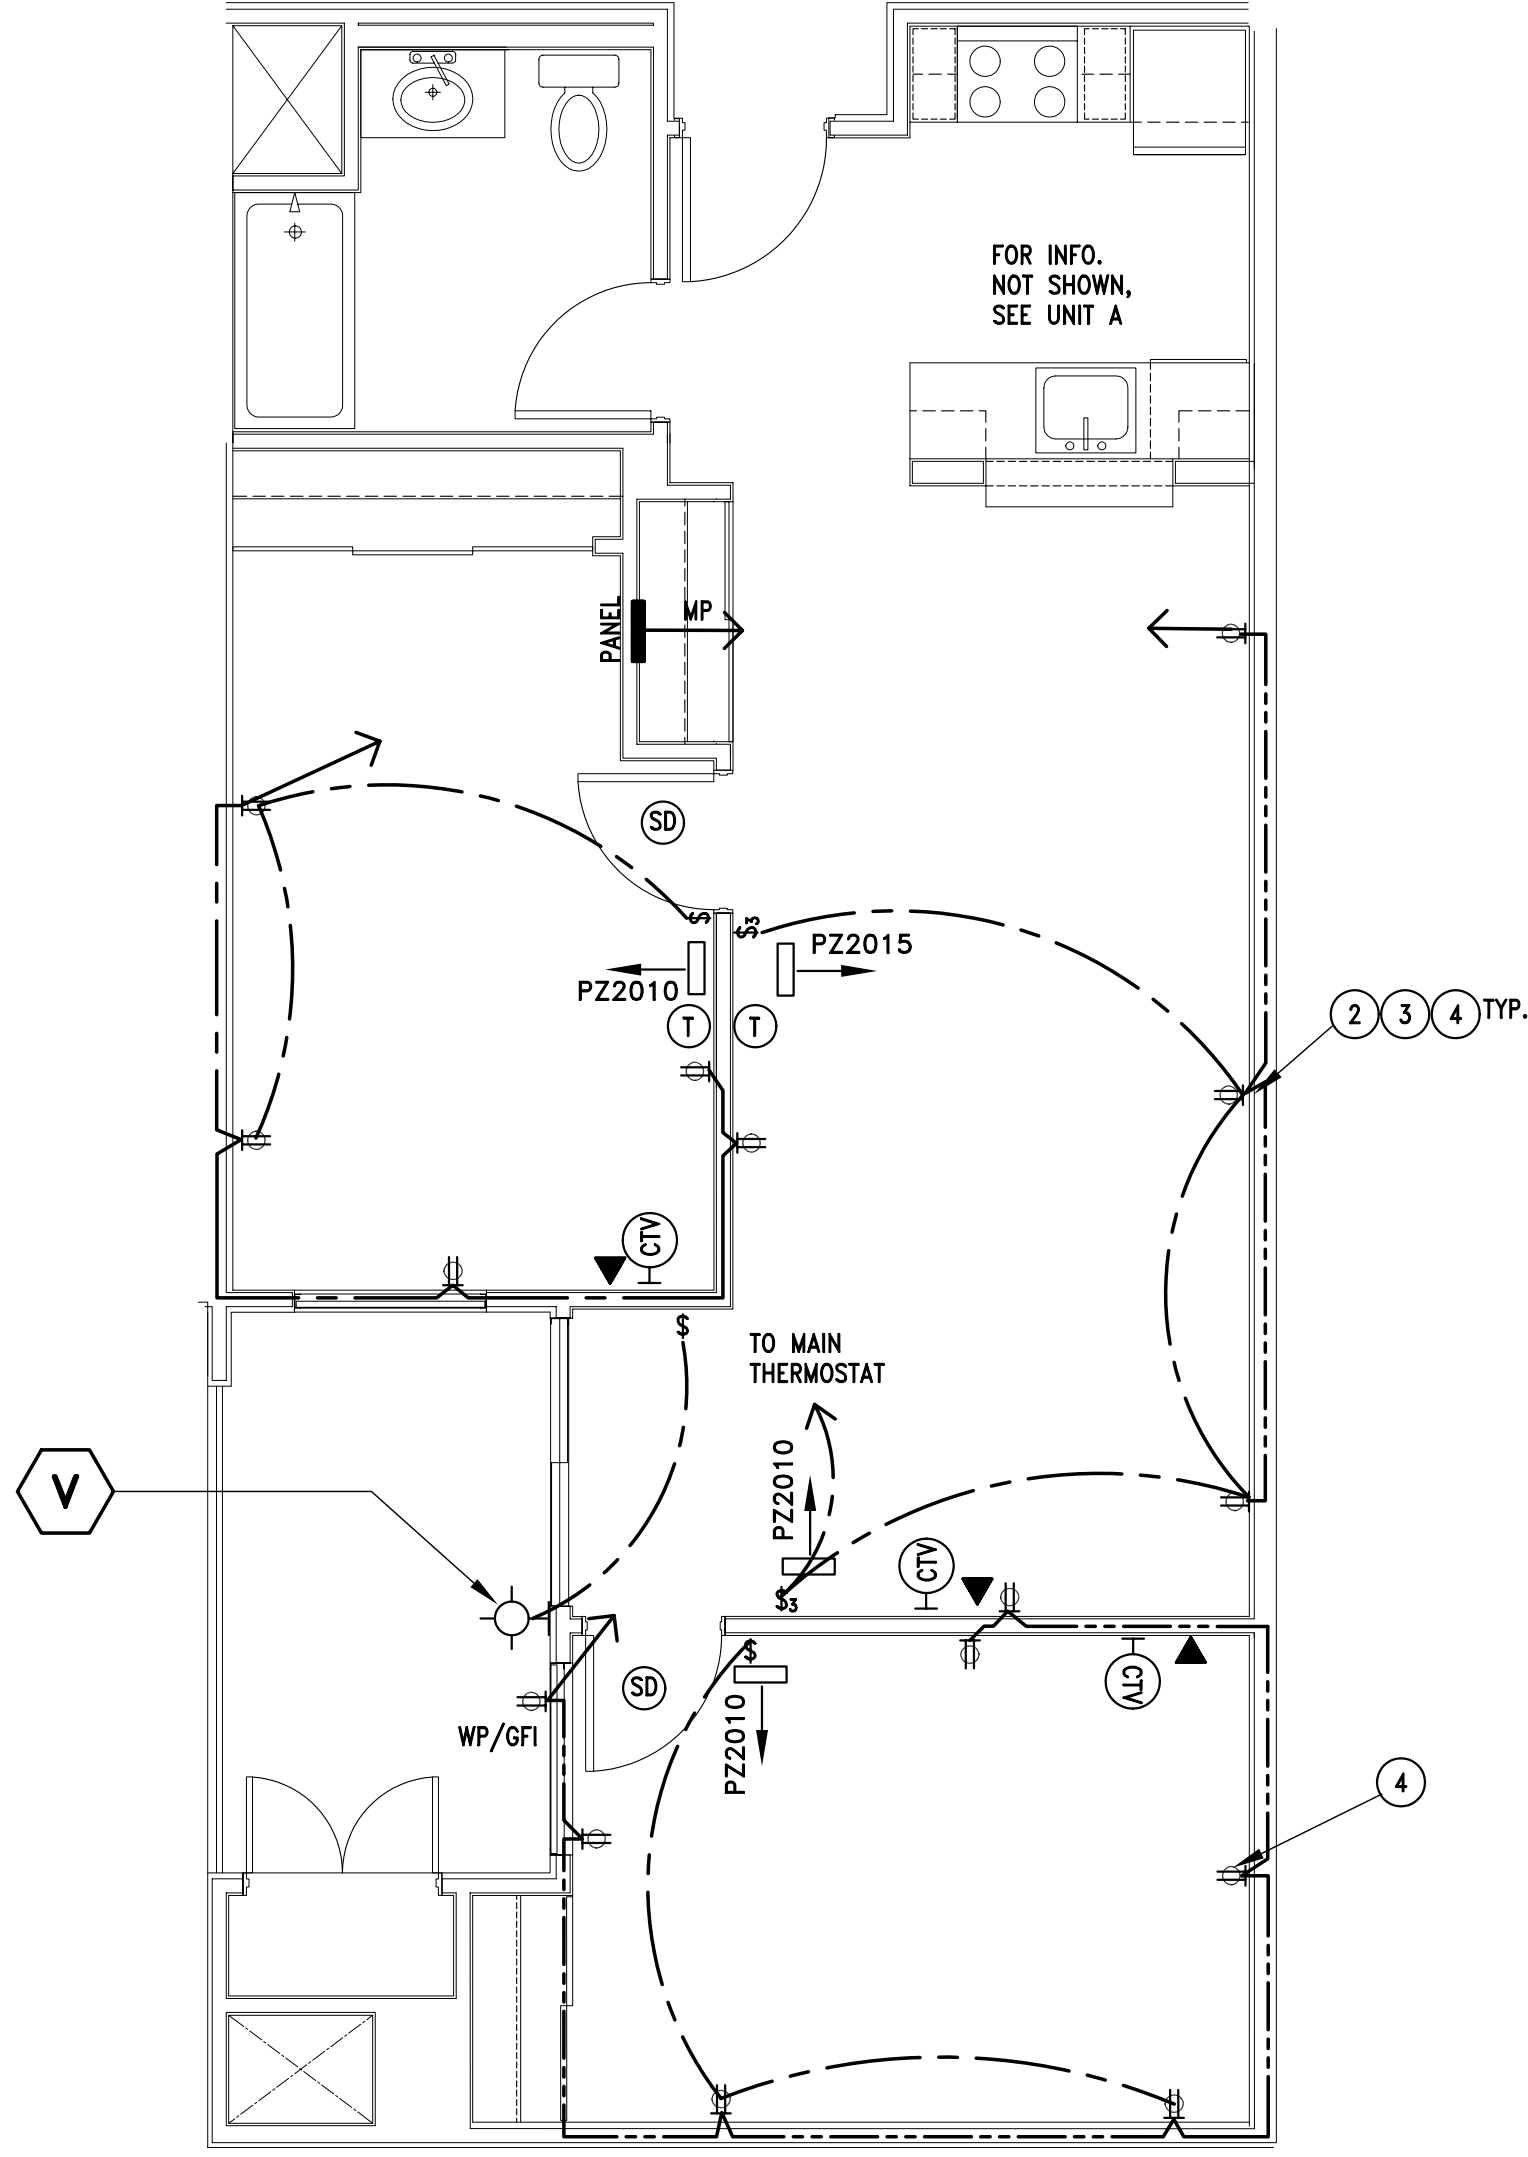 FOR INFO.
NOT SHOWN,
SEE UNIT A
PANEL
MP
SD
$
$3
PZ2015
PZ2010
T
T
2 3 4 TYP.
CTV
$
TO MAIN
THERMOSTAT
PZ2010
V
CTV
$3
$
SD
CTV
PZ2010
WP/GFI
4